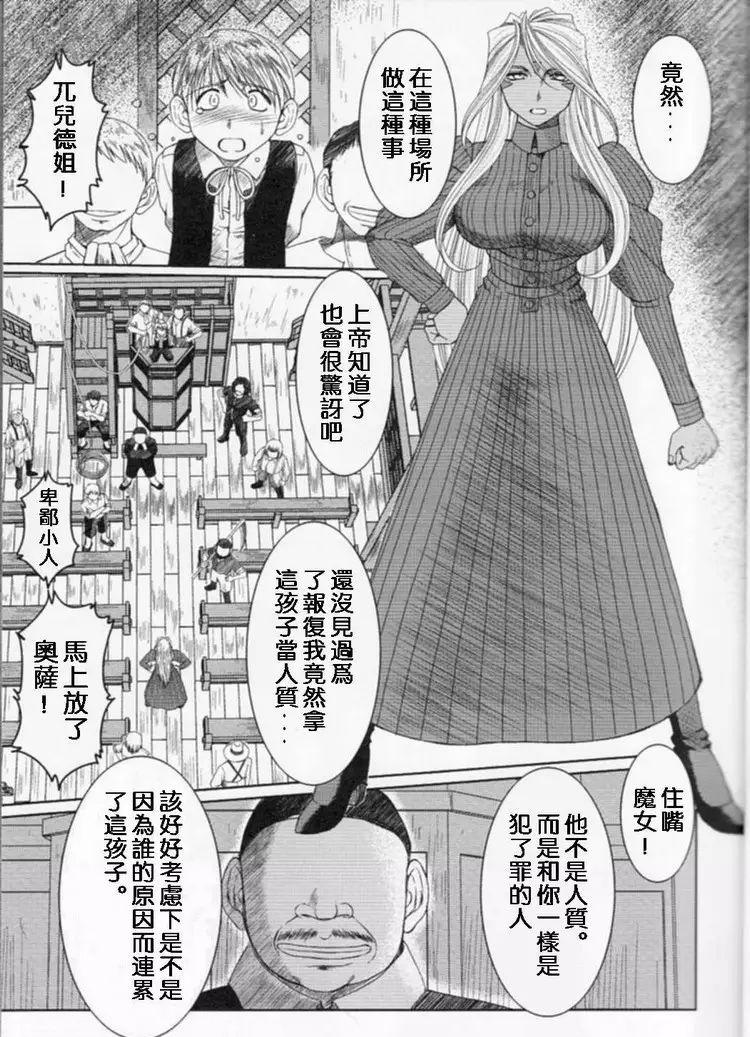 竟然...
在這種場所
做這種事
兀兒德姐！
上帝知道了
也會很驚訝吧
還沒見過爲
了報復我竟然拿
這孩子當人質...
卑鄙小人
馬上放了
奧薩！
住嘴
魔女！
他不是人質。
而是和你一樣是
犯了罪的人
該好好考慮下是不是
因為誰的原因而連累
了這孩子。